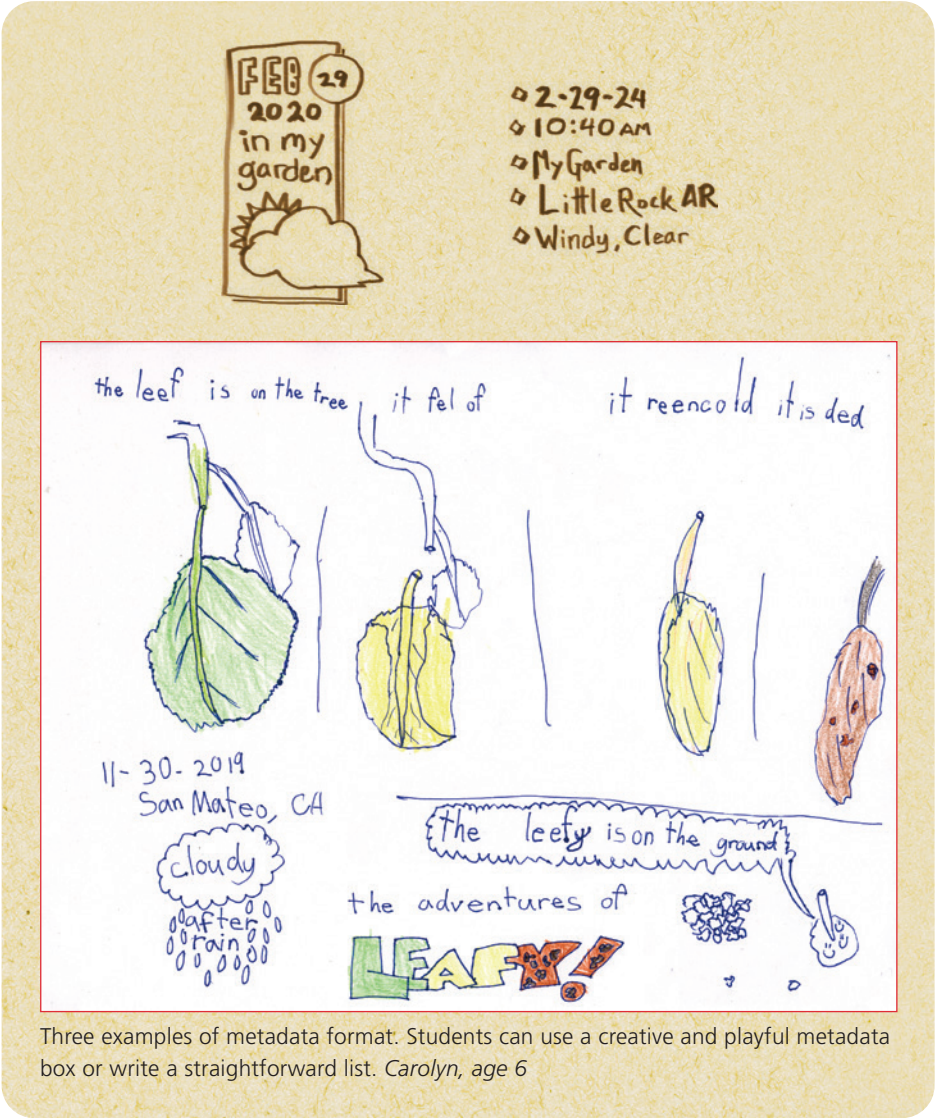 FEB 29
2020
in my
garden
2-29-24
10:40 AM
My Garden
Little Rock AR
Windy, Clear
the leef is on the tree it fel of it reencold it is ded
11-30-2019
San Mateo, CA
cloudy
after
rain
the leefy is on the ground
the adventures of
LEAFY!
Three examples of metadata format. Students can use a creative and playful metadata
box or write a straightforward list. Carolyn, age 6